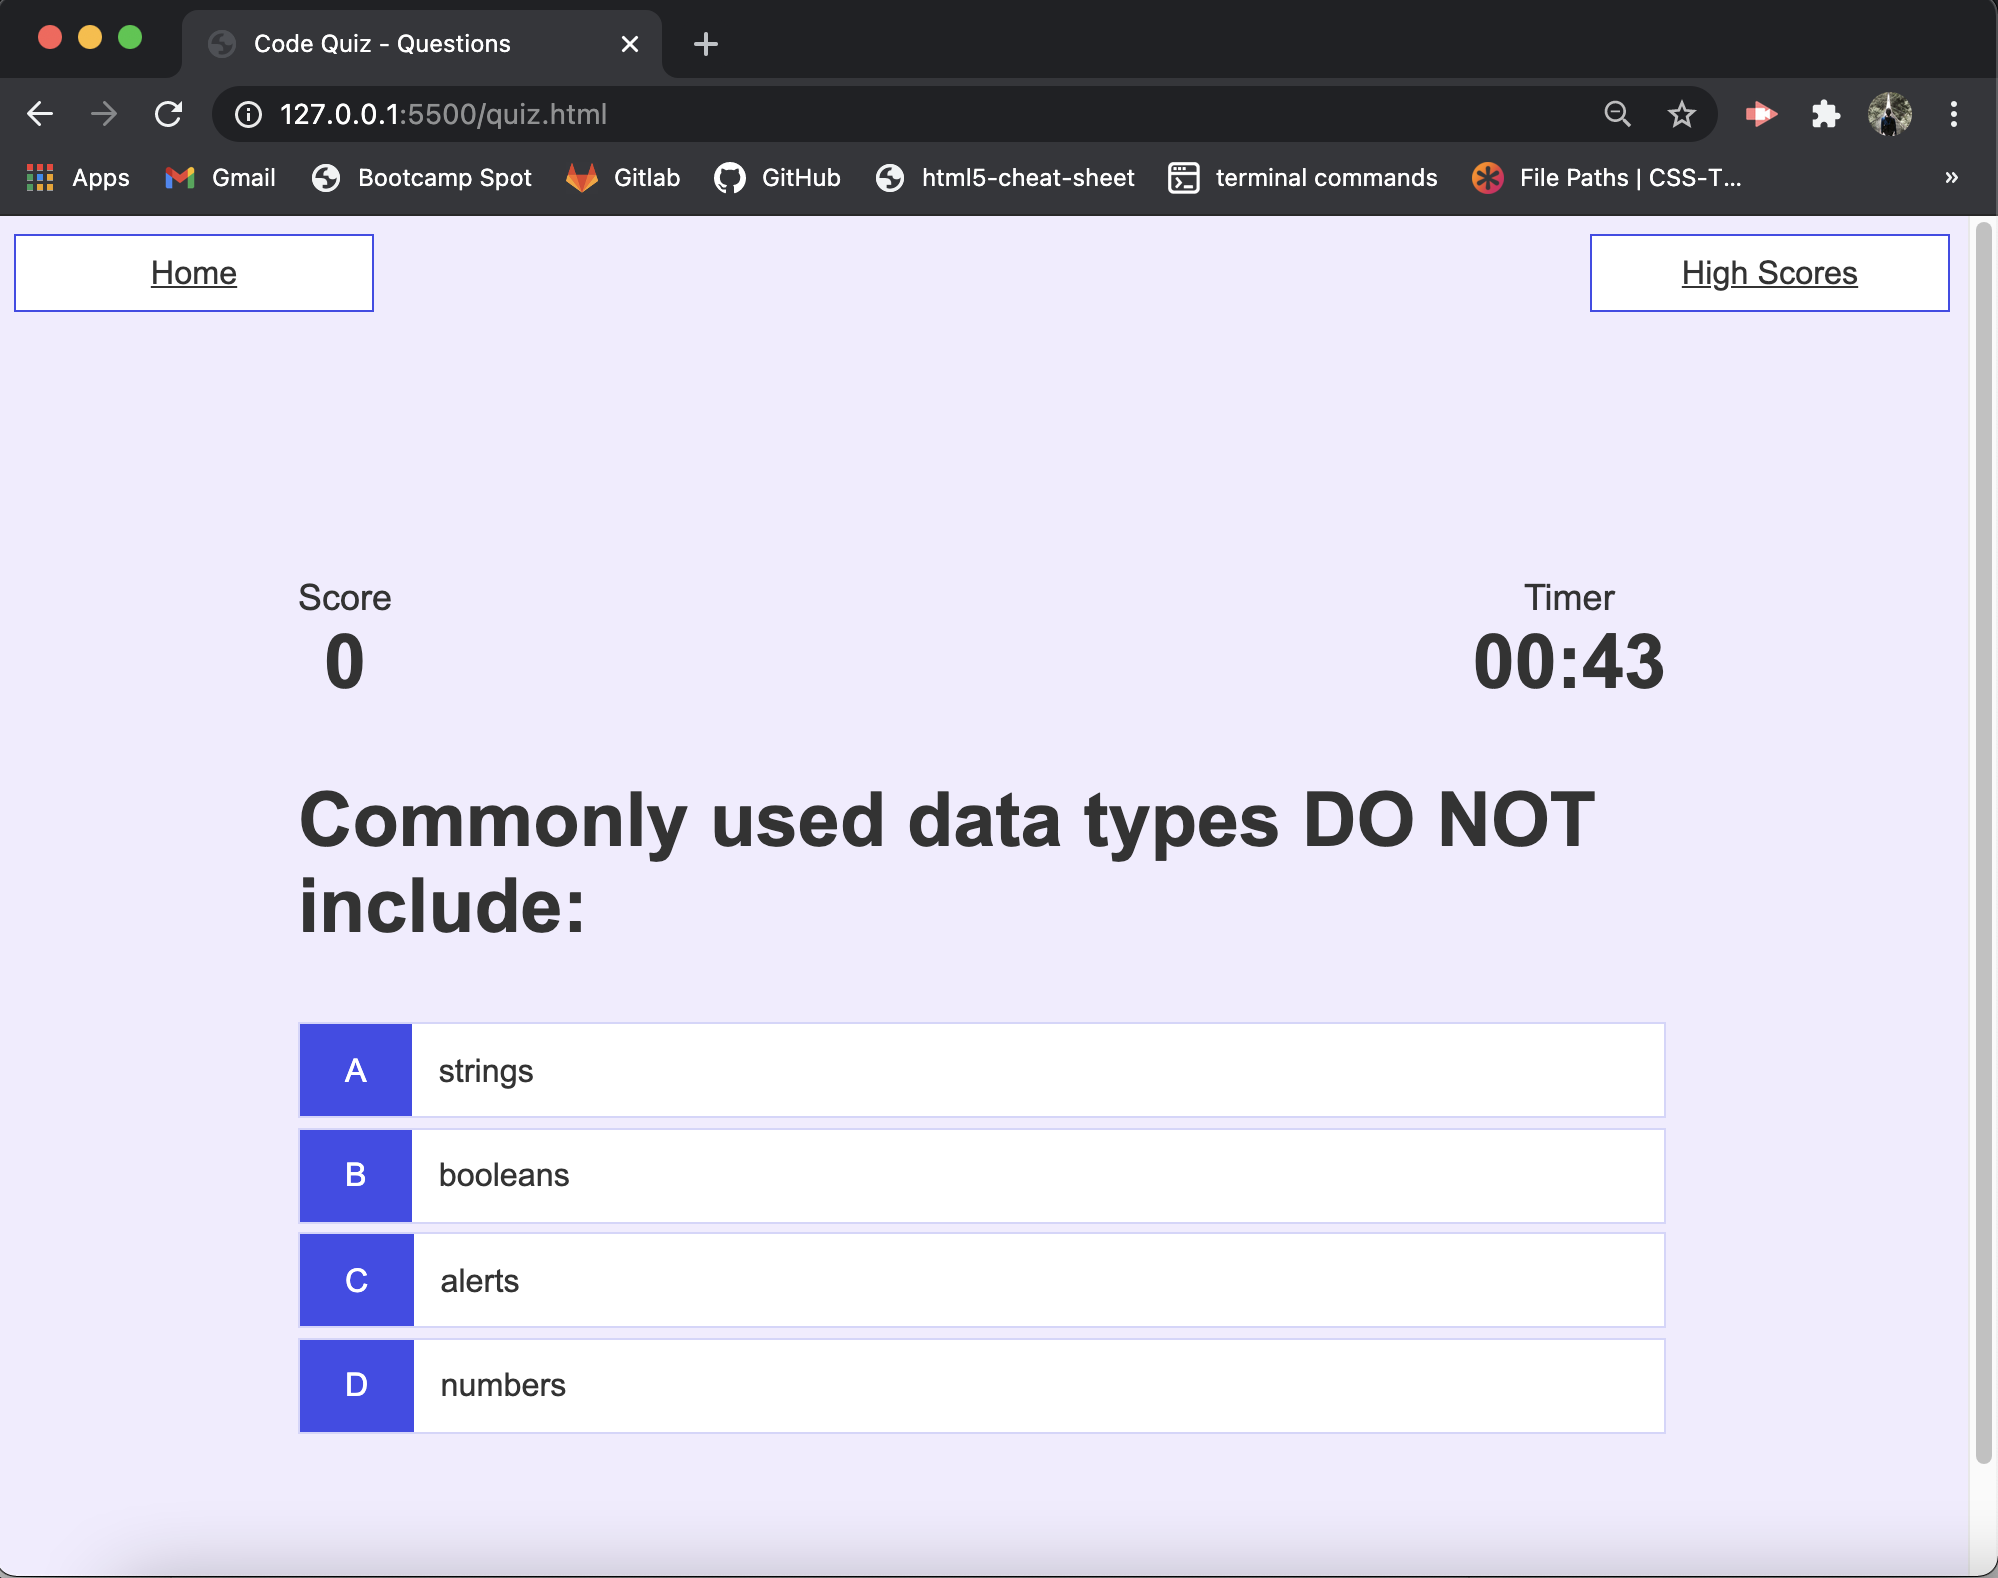 Code Quiz - Questions
127.0.0.1:5500/quiz.html
Apps Gmail Bootcamp Spot Gitlab GitHub html5-cheat-sheet terminal commands File Paths | CSS-T... »
Home High Scores
Score Timer
0 00:43
Commonly used data types DO NOT
include:
A strings
B booleans
C alerts
D numbers